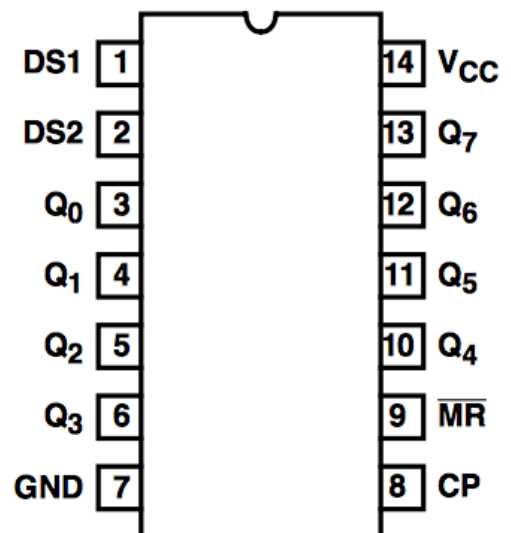 DS1 1 14 VCC
DS2 2 13 Q7
Q0 3 12 Q6
Q1 4 11 Q5
Q2 5 10 Q4
Q3 6 9 M̅R̅
GND 7 8 CP